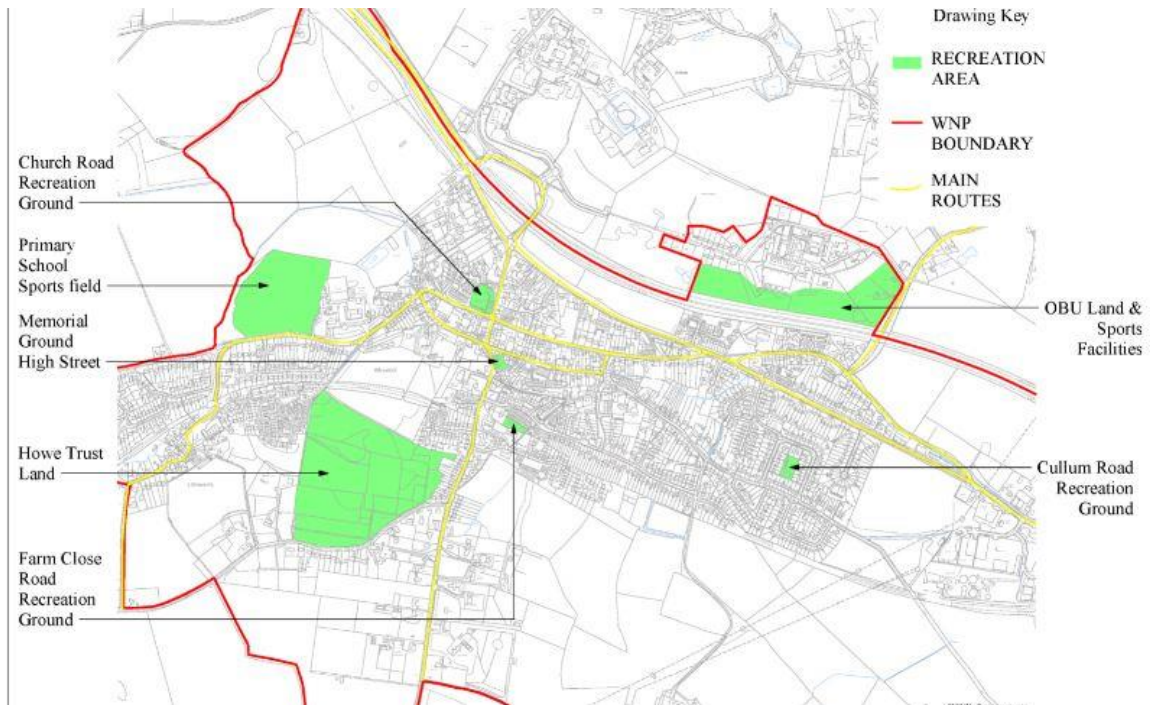 Drawing Key
RECREATION
AREA
WNP
BOUNDARY
MAIN
ROUTES
Church Road
Recreation
Ground
Primary
School
Sports field
Memorial
Ground
High Street
Howe Trust
Land
Farm Close
Road
Recreation
Ground
OBU Land &
Sports
Facilities
Cullum Road
Recreation
Ground